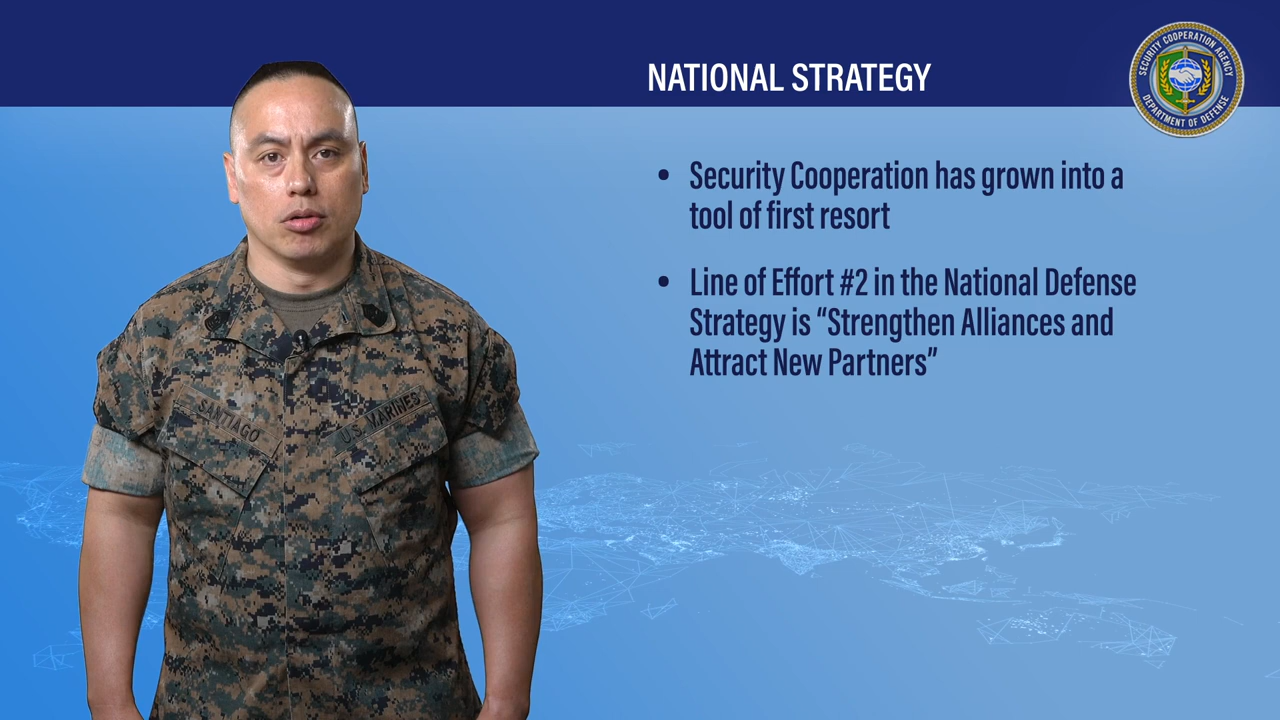 NATIONAL STRATEGY
SECURITY COOPERATION AGENCY
DEPARTMENT OF DEFENSE
• Security Cooperation has grown into a
tool of first resort
• Line of Effort #2 in the National Defense
Strategy is “Strengthen Alliances and
Attract New Partners”
SANTIAGO
U.S. MARINES